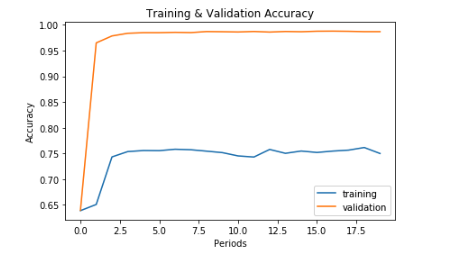 Training & Validation Accuracy
1.00
0.95
0.90
0.85
0.80
0.75
0.70
0.65
Accuracy
training
validation
0.0 2.5 5.0 7.5 10.0 12.5 15.0 17.5
Periods